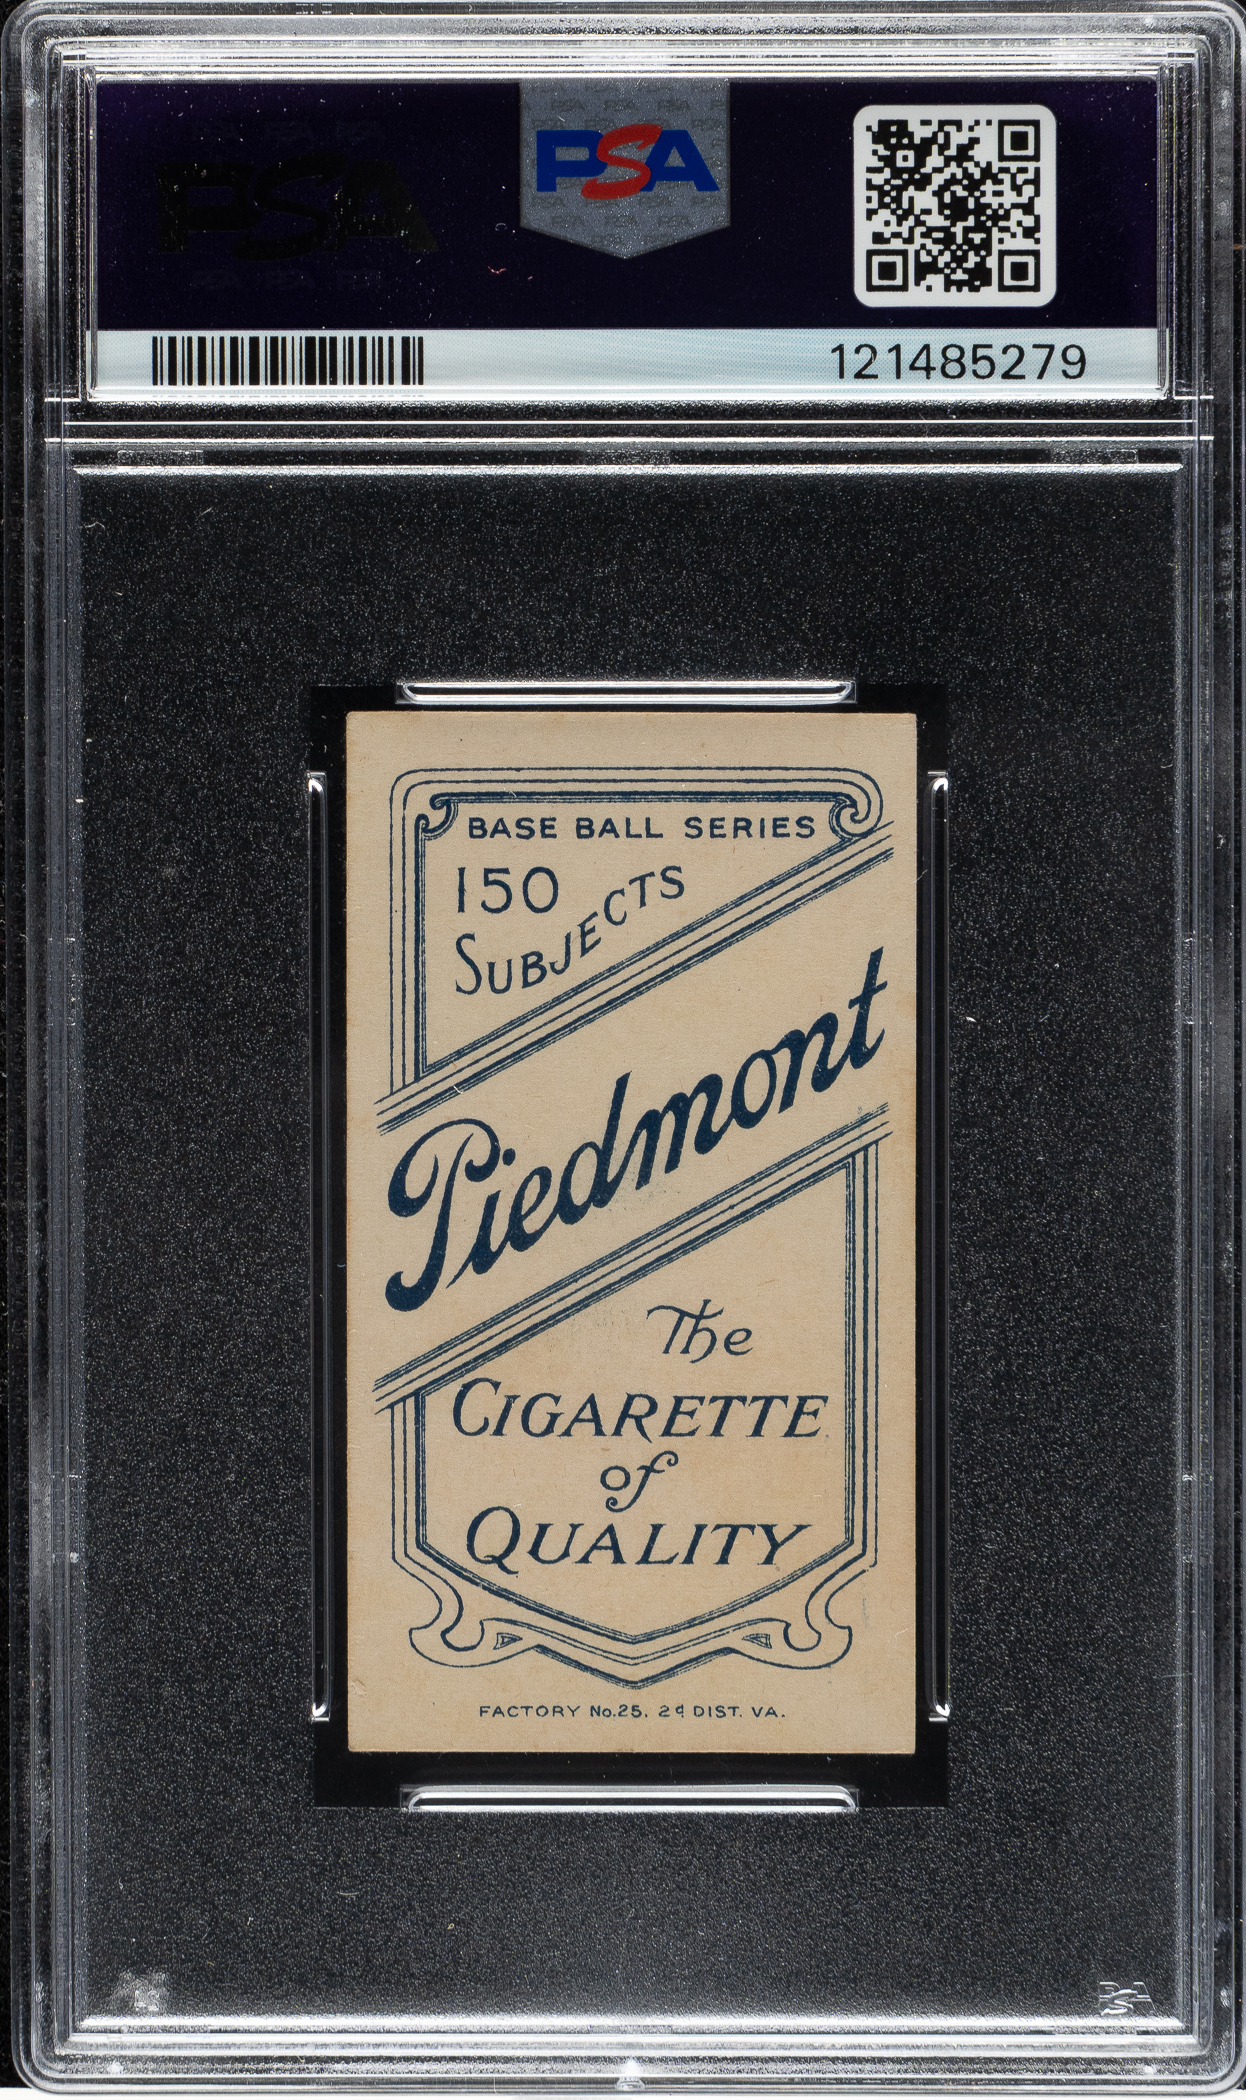 PSA
121485279
BASE BALL SERIES
150
SUBJECTS
Piedmont
The
CIGARETTE
of
QUALITY
FACTORY No.25, 2d DIST. VA.